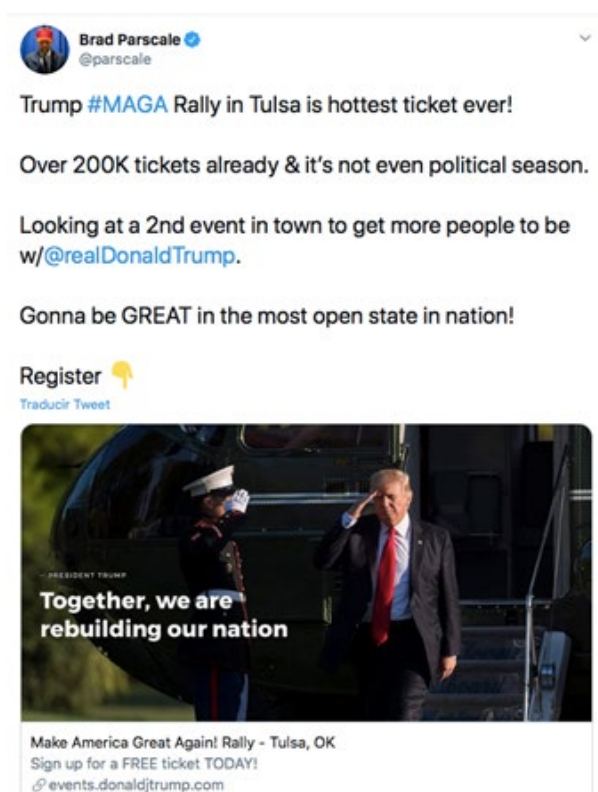 Brad Parscale
@parscale
Trump #MAGA Rally in Tulsa is hottest ticket ever!
Over 200K tickets already & it's not even political season.
Looking at a 2nd event in town to get more people to be
w/@realDonaldTrump.
Gonna be GREAT in the most open state in nation!
Register 👇
Traducir Tweet
PRESIDENT TRUMP
Together, we are
rebuilding our nation
Make America Great Again! Rally - Tulsa, OK
Sign up for a FREE ticket TODAY!
events.donaldjtrump.com